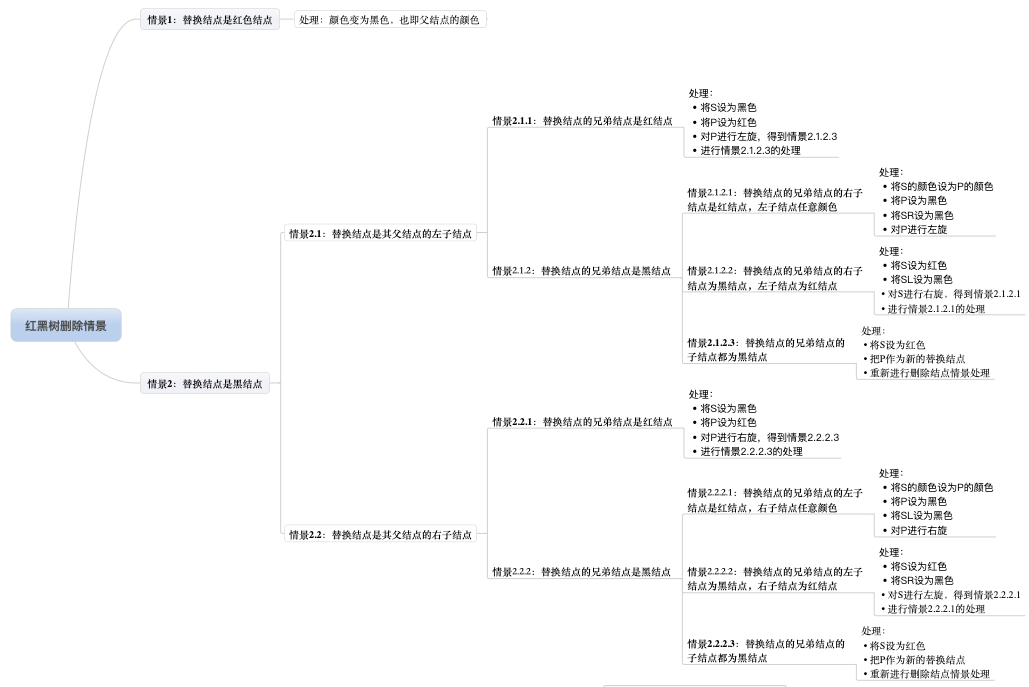 红黑树删除情景
情景1：替换结点是红色结点
处理：颜色变为黑色，也即父结点的颜色
情景2：替换结点是黑结点
情景2.1：替换结点是其父结点的左子结点
情景2.1.1：替换结点的兄弟结点是红结点
处理：
• 将S设为黑色
• 将P设为红色
• 对P进行左旋，得到情景2.1.2.3
• 进行情景2.1.2.3的处理
情景2.1.2：替换结点的兄弟结点是黑结点
情景2.1.2.1：替换结点的兄弟结点的右子
结点是红结点，左子结点任意颜色
处理：
• 将S的颜色设为P的颜色
• 将P设为黑色
• 将SR设为黑色
• 对P进行左旋
情景2.1.2.2：替换结点的兄弟结点的右子
结点为黑结点，左子结点为红结点
处理：
• 将S设为红色
• 将SL设为黑色
• 对S进行右旋，得到情景2.1.2.1
• 进行情景2.1.2.1的处理
情景2.1.2.3：替换结点的兄弟结点的
子结点都为黑结点
处理：
• 将S设为红色
• 把P作为新的替换结点
• 重新进行删除结点情景处理
情景2.2：替换结点是其父结点的右子结点
情景2.2.1：替换结点的兄弟结点是红结点
处理：
• 将S设为黑色
• 将P设为红色
• 对P进行右旋，得到情景2.2.2.3
• 进行情景2.2.2.3的处理
情景2.2.2：替换结点的兄弟结点是黑结点
情景2.2.2.1：替换结点的兄弟结点的左子
结点是红结点，右子结点任意颜色
处理：
• 将S的颜色设为P的颜色
• 将P设为黑色
• 将SL设为黑色
• 对P进行右旋
情景2.2.2.2：替换结点的兄弟结点的左子
结点为黑结点，右子结点为红结点
处理：
• 将S设为红色
• 将SR设为黑色
• 对S进行左旋，得到情景2.2.2.1
• 进行情景2.2.2.1的处理
情景2.2.2.3：替换结点的兄弟结点的
子结点都为黑结点
处理：
• 将S设为红色
• 把P作为新的替换结点
• 重新进行删除结点情景处理